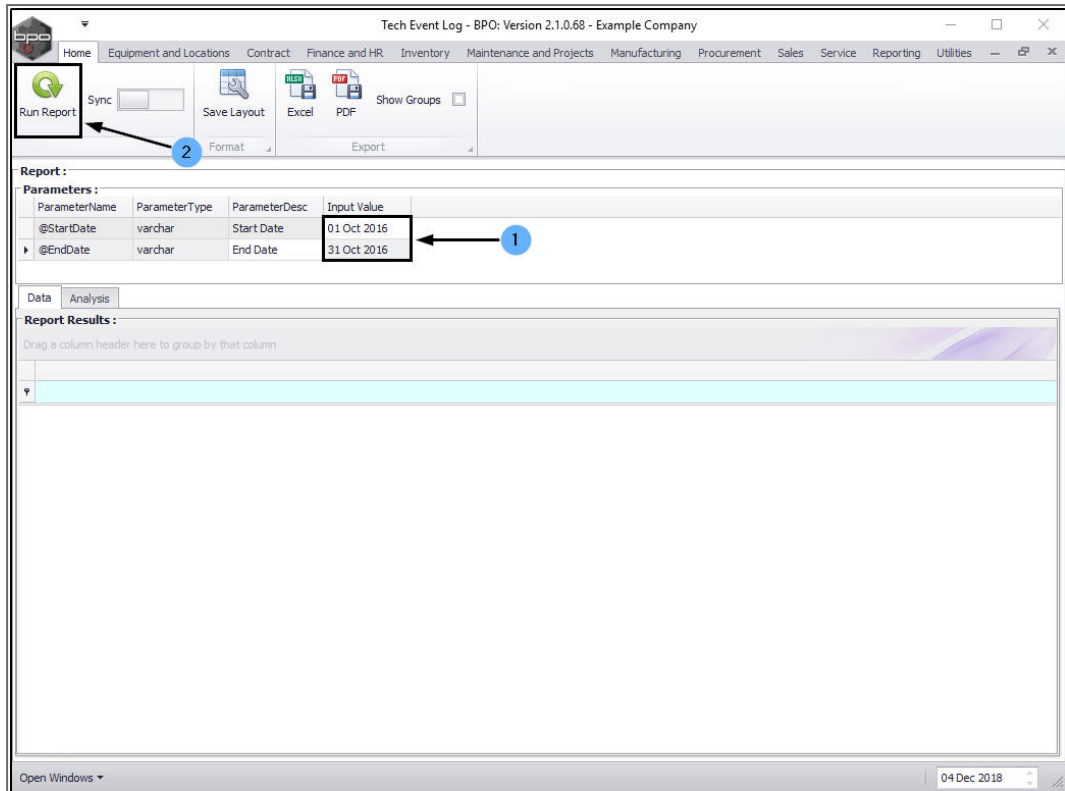 Tech Event Log - BPO: Version 2.1.0.68 - Example Company
bpo
Home Equipment and Locations Contract Finance and HR Inventory Maintenance and Projects Manufacturing Procurement Sales Service Reporting Utilities
Run Report Sync Save Layout XLSX Excel PDF PDF Show Groups
2 Format Export
Report :
Parameters :
ParameterName ParameterType ParameterDesc Input Value
@StartDate varchar Start Date 01 Oct 2016
@EndDate varchar End Date 31 Oct 2016
1
Data Analysis
Report Results :
Drag a column header here to group by that column
Open Windows 04 Dec 2018